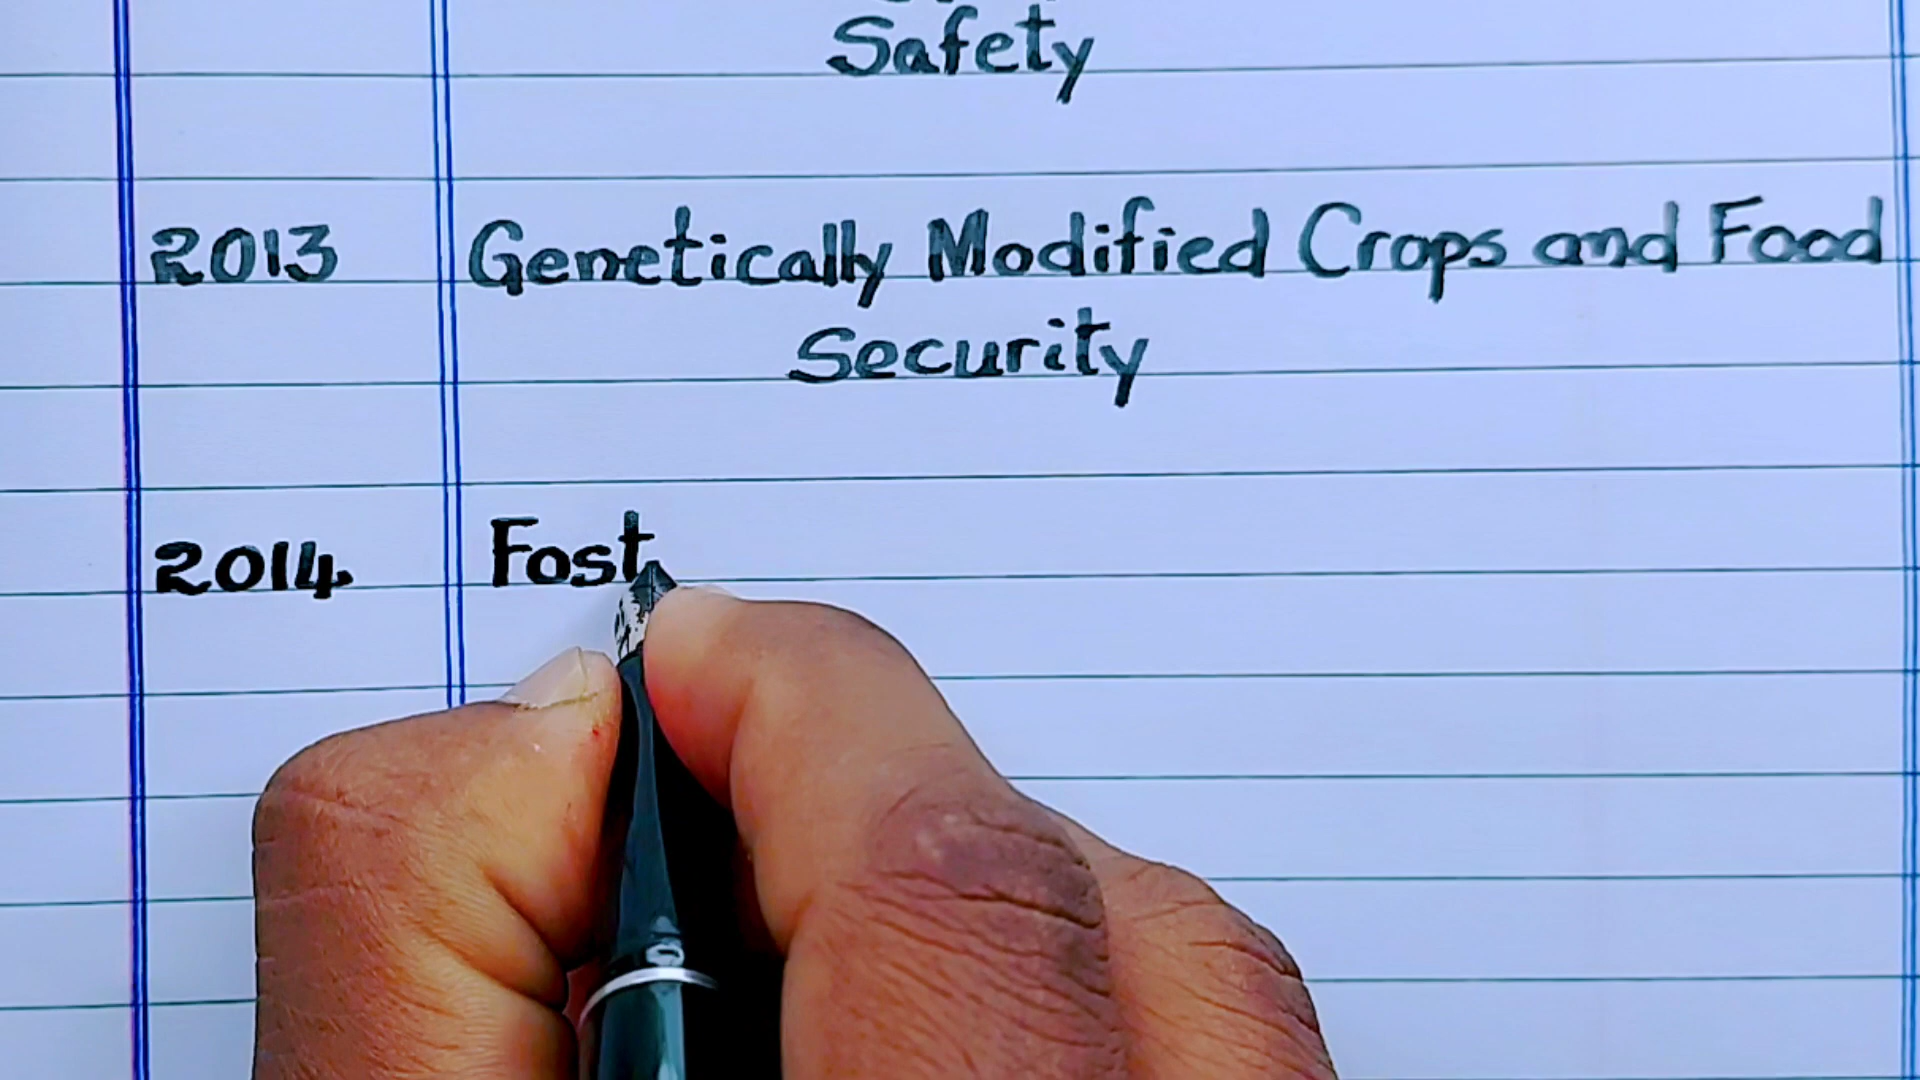 Safety
2013 Genetically Modified Crops and Food
Security
2014 Fost